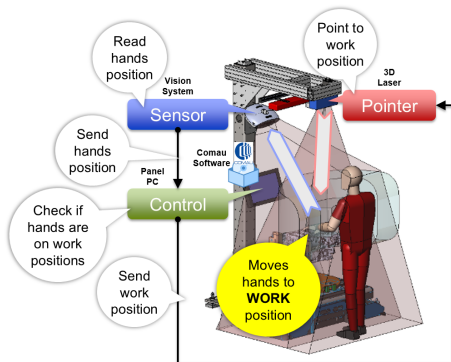 Read
hands
position
Point to
work
position
Vision
System
Sensor
3D
Laser
Pointer
Send
hands
position
Comau
Software
COMAU
Panel
PC
Control
Check if
hands are
on work
positions
Send
work
position
Moves
hands to
WORK
position